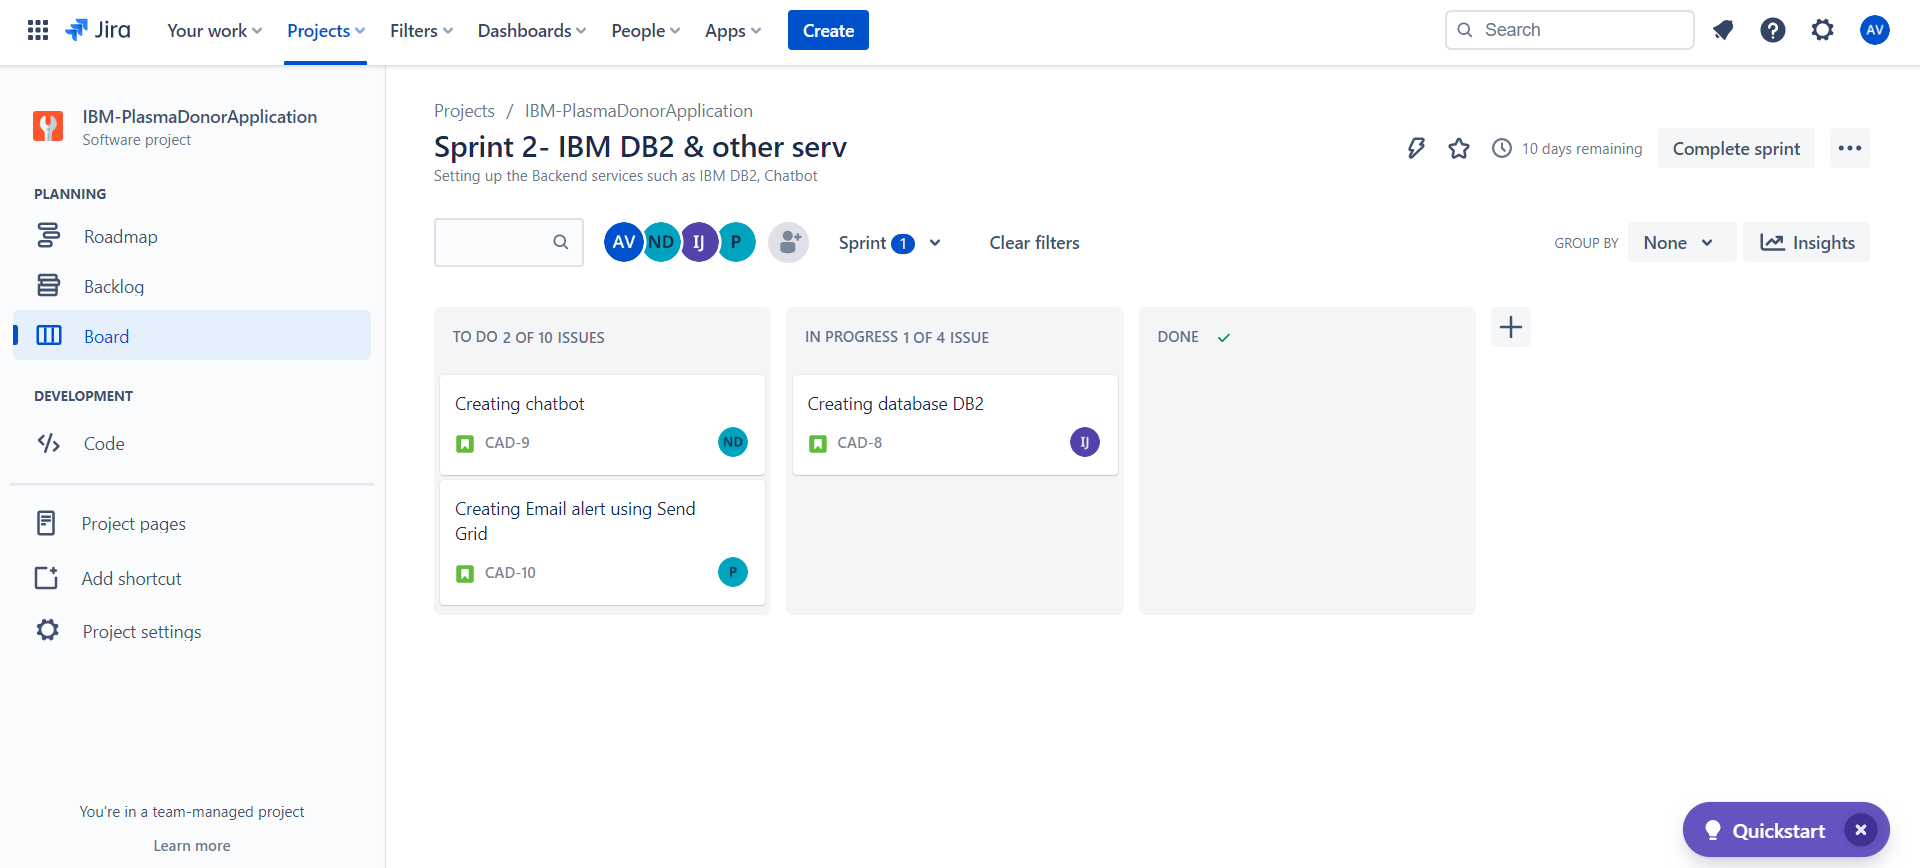 Jira
Your work
Projects
Filters
Dashboards
People
Apps
Create
Search
AV
IBM-PlasmaDonorApplication
Software project
PLANNING
Roadmap
Backlog
Board
DEVELOPMENT
Code
Project pages
Add shortcut
Project settings
You're in a team-managed project
Learn more
Projects / IBM-PlasmaDonorApplication
Sprint 2- IBM DB2 & other serv
Setting up the Backend services such as IBM DB2, Chatbot
10 days remaining
Complete sprint
AV ND IJ P
Sprint 1
Clear filters
GROUP BY
None
Insights
TO DO 2 OF 10 ISSUES
Creating chatbot
CAD-9
ND
Creating Email alert using Send
Grid
CAD-10
P
IN PROGRESS 1 OF 4 ISSUE
Creating database DB2
CAD-8
IJ
DONE
Quickstart